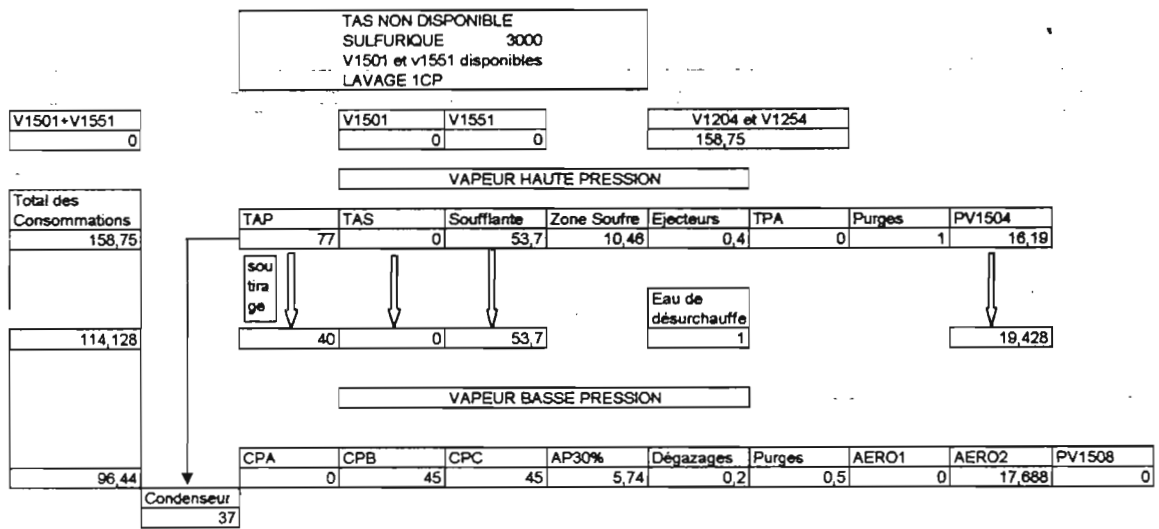 TAS NON DISPONIBLE
SULFURIQUE 3000
V1501 et v1551 disponibles
LAVAGE 1CP
V1501+V1551 V1501 V1551 V1204 et V1254
0 0 0 158,75
VAPEUR HAUTE PRESSION
Total des
Consommations TAP TAS Soufflante Zone Soufre Ejecteurs TPA Purges PV1504
158,75 77 0 53,7 10,46 0,4 0 1 16,19
sou
tira
ge
Eau de
désurchauffe
114,128 40 0 53,7 1 19,428
VAPEUR BASSE PRESSION
CPA CPB CPC AP30% Dégazages Purges AERO1 AERO2 PV1508
96,44 0 45 45 5,74 0,2 0,5 0 17,688 0
Condenseur
37